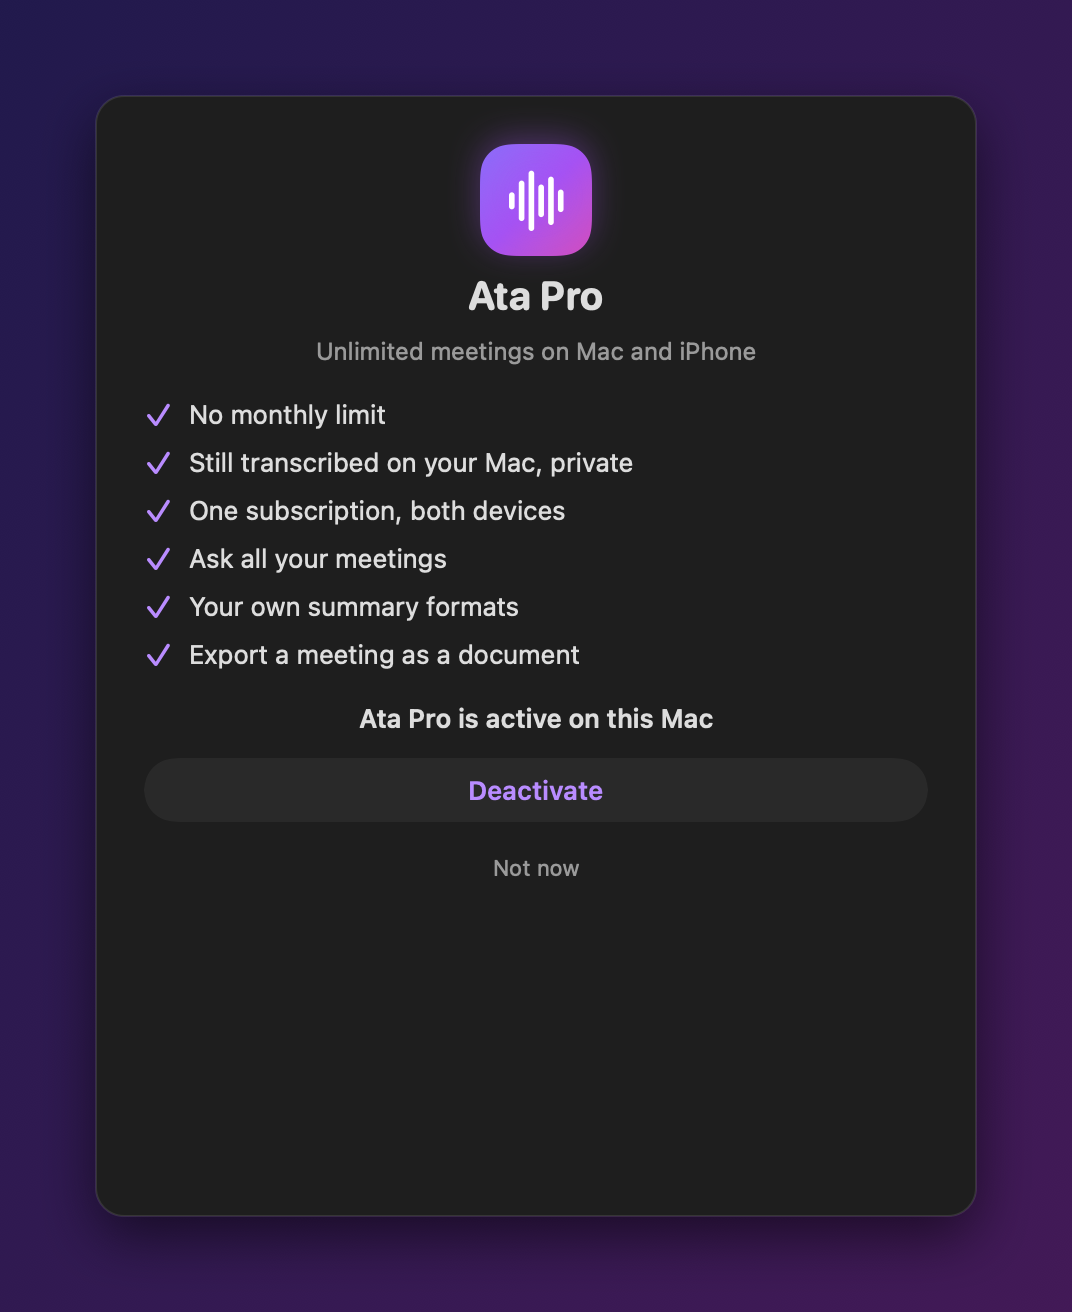 Ata Pro
Unlimited meetings on Mac and iPhone
No monthly limit
Still transcribed on your Mac, private
One subscription, both devices
Ask all your meetings
Your own summary formats
Export a meeting as a document
Ata Pro is active on this Mac
Deactivate
Not now